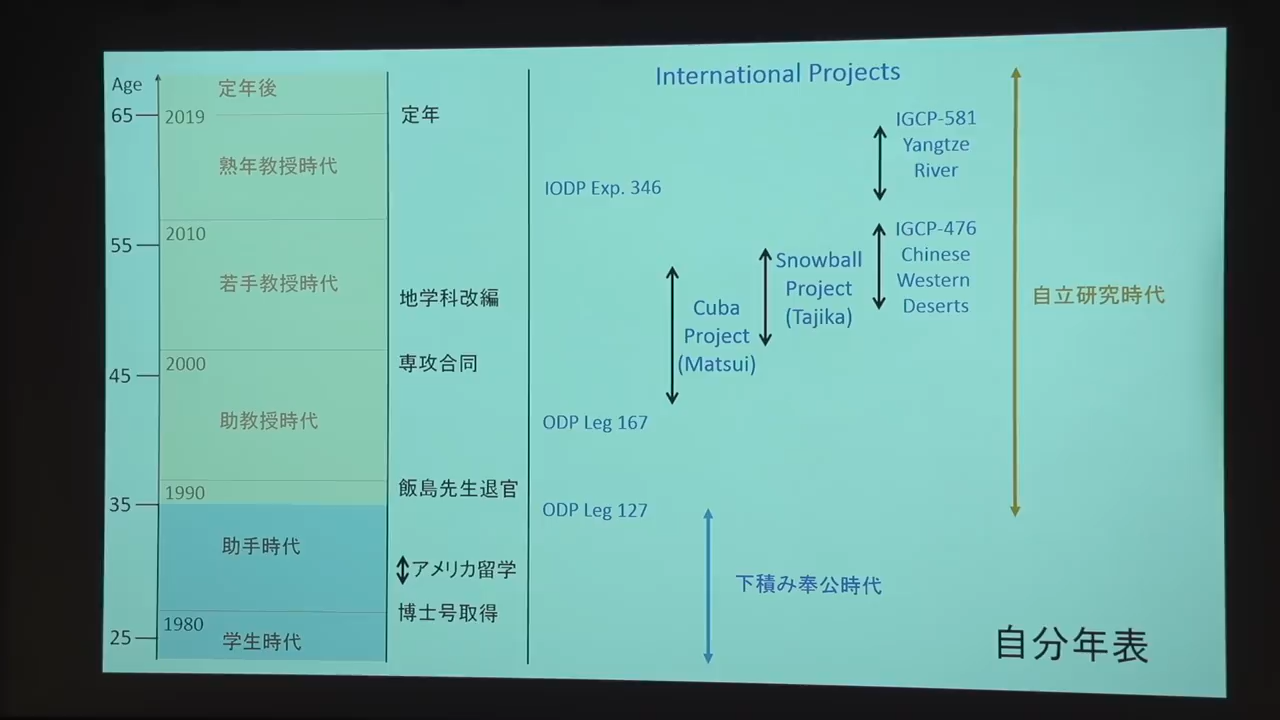 International Projects
Age
定年後
65
2019
定年
IGCP-581
Yangtze
River
熟年教授時代
IODP Exp. 346
2010
55
IGCP-476
Chinese
Western
Deserts
Snowball
Project
(Tajika)
若手教授時代
地学科改編
自立研究時代
Cuba
Project
(Matsui)
2000
45
専攻合同
助教授時代
ODP Leg 167
1990
35
飯島先生退官
ODP Leg 127
助手時代
アメリカ留学
下積み奉公時代
博士号取得
1980
25
学生時代
自分年表